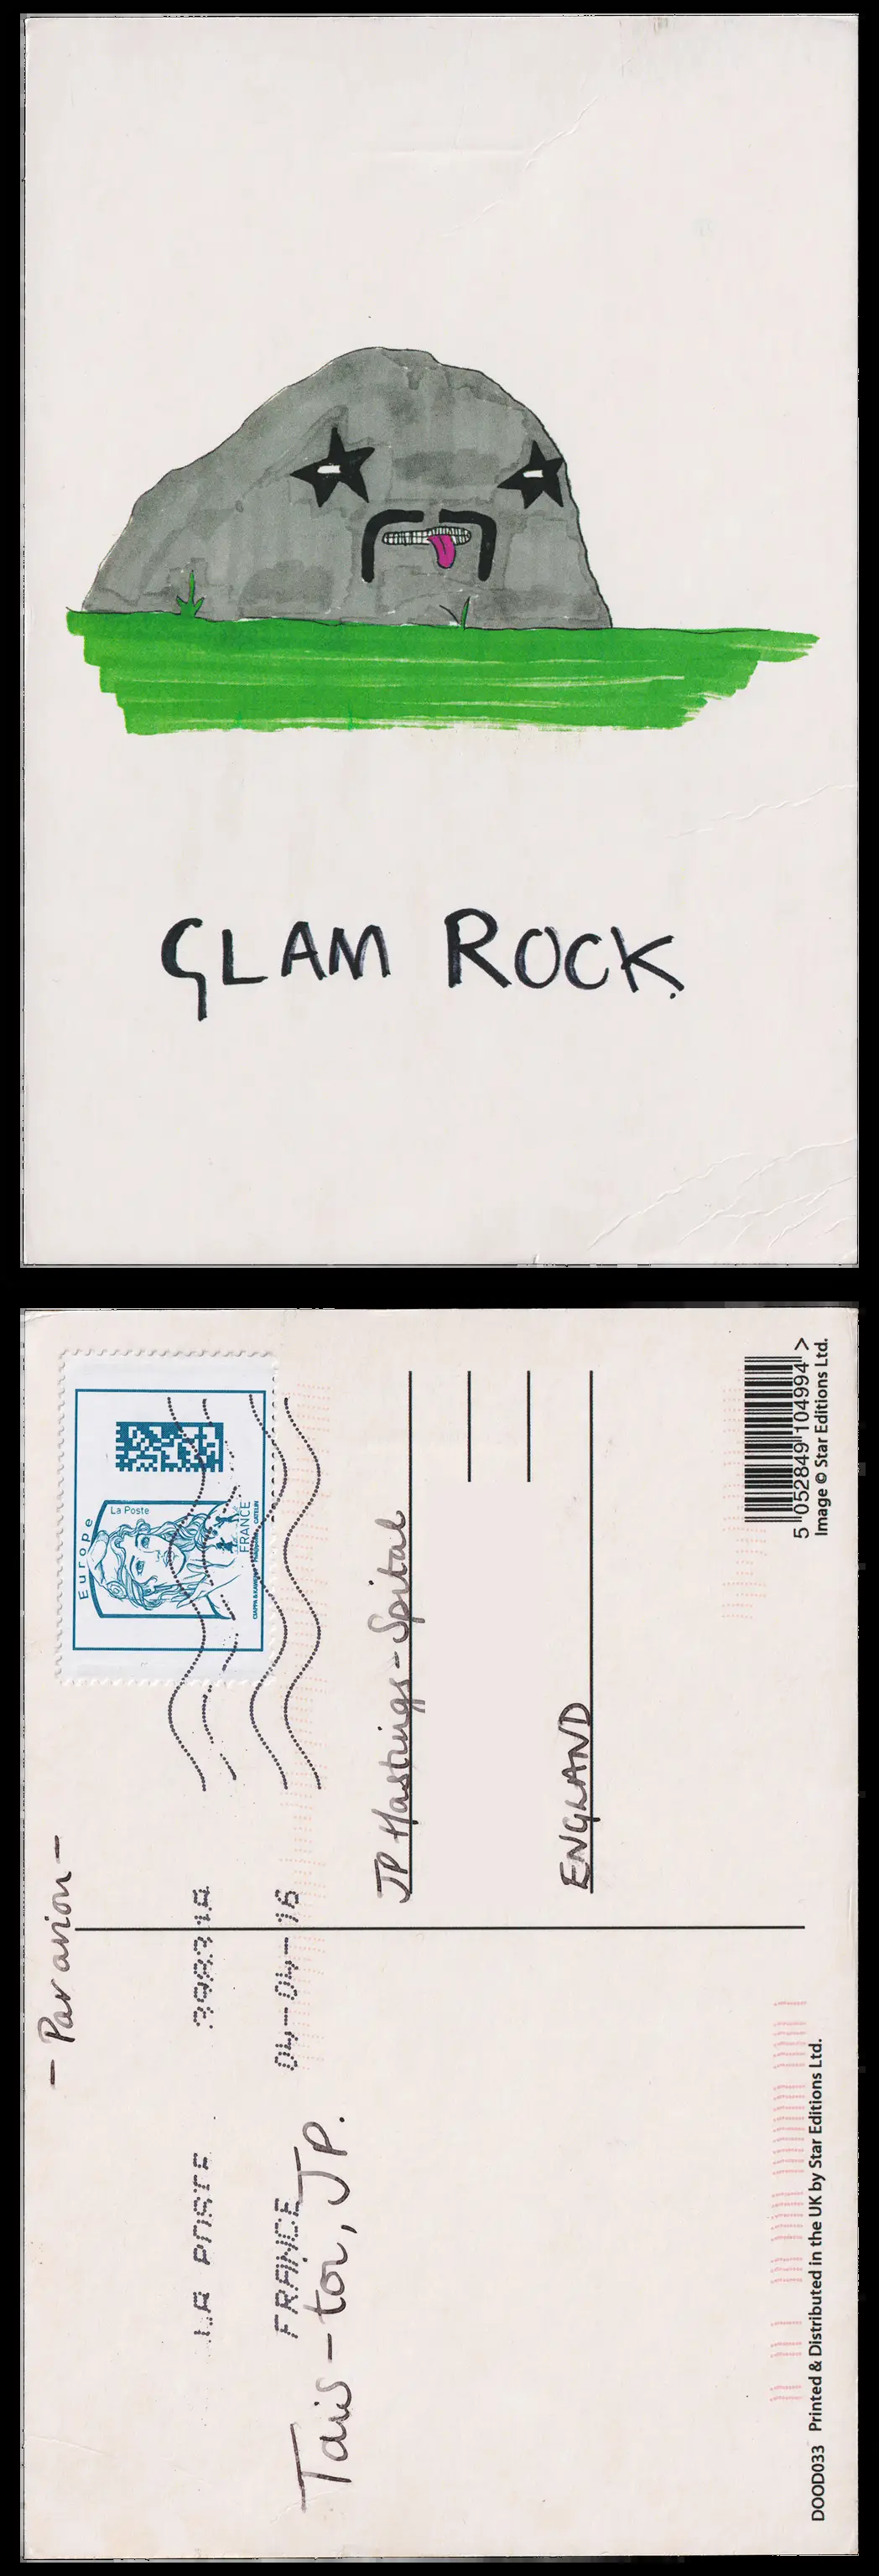 GLAM ROCK.
- Par avion -
Europe
La Poste
FRANCE
CIAPPA & KAWENA
LA POSTE 39833A
FRANCE 04-04-16
Tais-toi, JP.
JP Hastings-Spital
ENGLAND
5 052849 104994 >
Image © Star Editions Ltd.
DOOD033 Printed & Distributed in the UK by Star Editions Ltd.